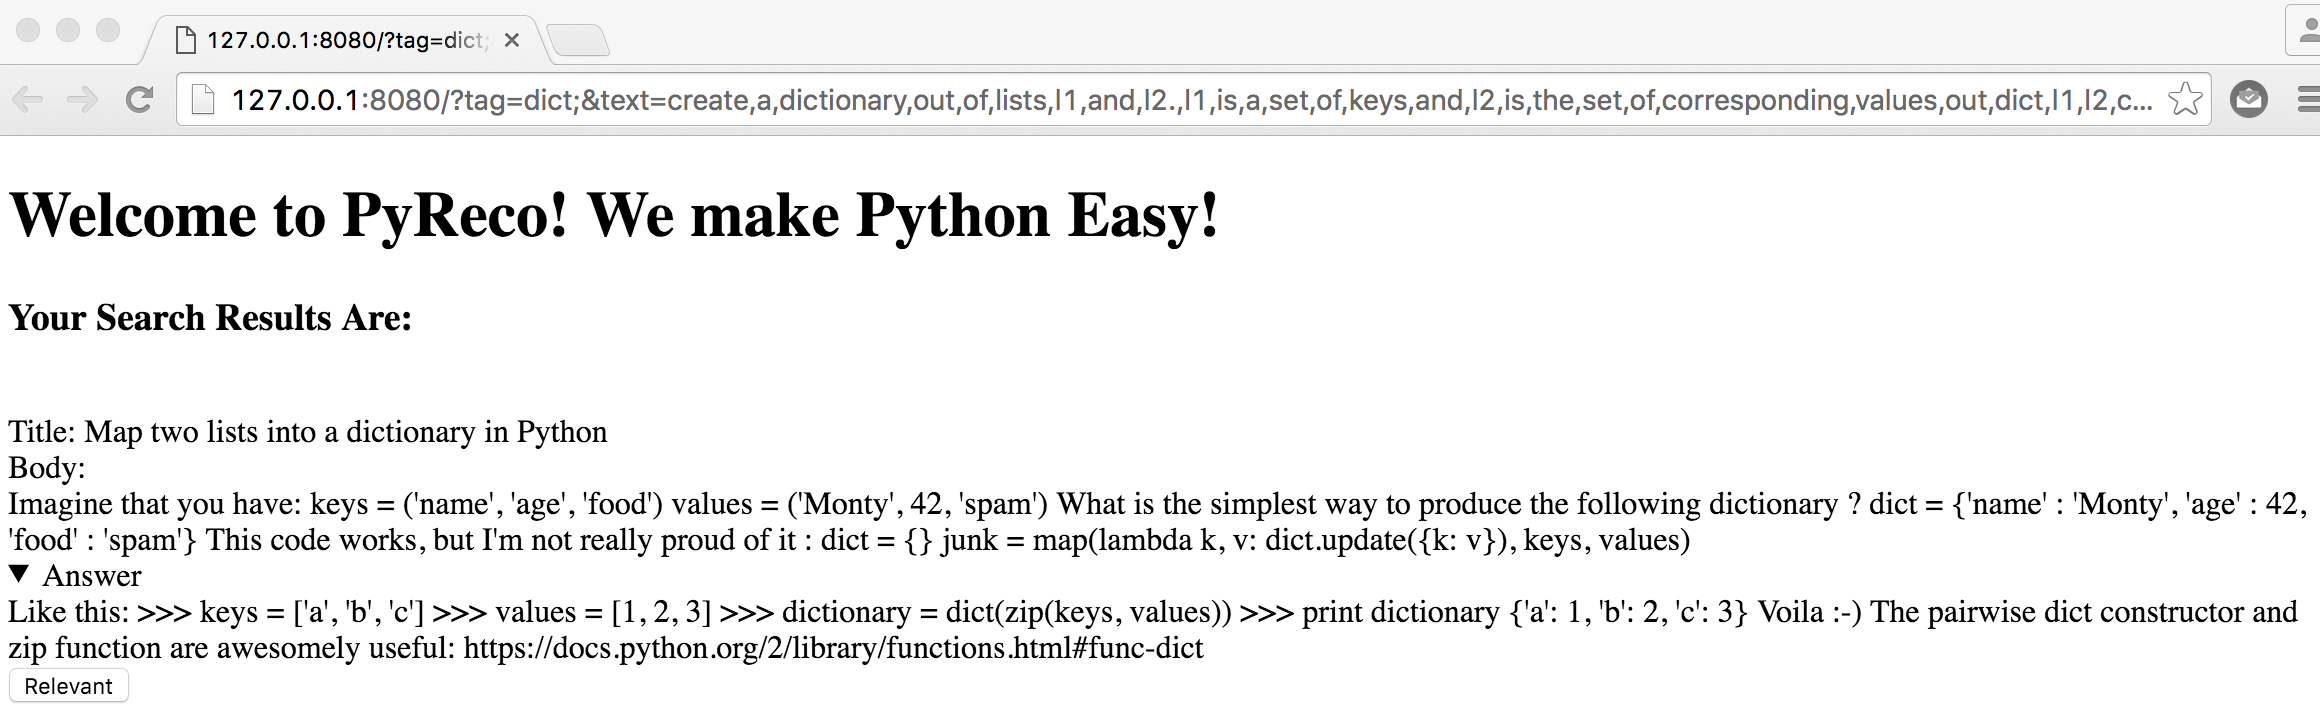 127.0.0.1:8080/?tag=dict;
127.0.0.1:8080/?tag=dict;&text=create,a,dictionary,out,of,lists,l1,and,l2.,l1,is,a,set,of,keys,and,l2,is,the,set,of,corresponding,values,out,dict,l1,l2,c...
Welcome to PyReco! We make Python Easy!
Your Search Results Are:
Title: Map two lists into a dictionary in Python
Body:
Imagine that you have: keys = ('name', 'age', 'food') values = ('Monty', 42, 'spam') What is the simplest way to produce the following dictionary ? dict = {'name' : 'Monty', 'age' : 42,
'food' : 'spam'} This code works, but I'm not really proud of it : dict = {} junk = map(lambda k, v: dict.update({k: v}), keys, values)
▼ Answer
Like this: >>> keys = ['a', 'b', 'c'] >>> values = [1, 2, 3] >>> dictionary = dict(zip(keys, values)) >>> print dictionary {'a': 1, 'b': 2, 'c': 3} Voila :-) The pairwise dict constructor and
zip function are awesomely useful: https://docs.python.org/2/library/functions.html#func-dict
Relevant